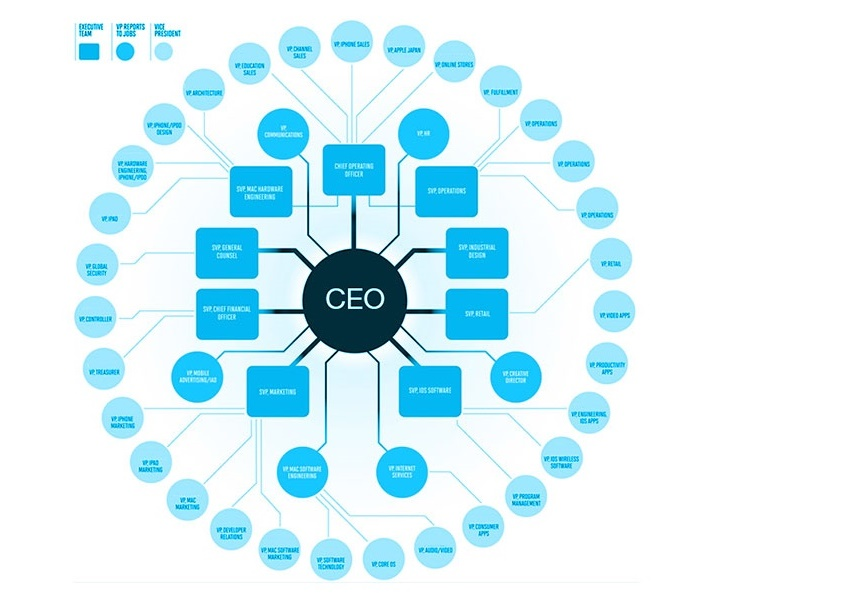 EXECUTIVE
TEAM
VP, REPORTS
TO JOBS
VICE
PRESIDENT
VP, IPHONE SALES
VP, CHANNEL
SALES
VP, APPLE JAPAN
VP, EDUCATION
SALES
VP, ONLINE STORES
VP, ARCHITECTURE
VP, FULFILLMENT
VP, IPHONE/IPOD
DESIGN
VP,
COMMUNICATIONS
VP, HR
VP, OPERATIONS
VP, HARDWARE
ENGINEERING,
IPHONE/IPOD
CHIEF OPERATING
OFFICER
VP, OPERATIONS
SVP, MAC HARDWARE
ENGINEERING
SVP, OPERATIONS
VP, IPAD
VP, OPERATIONS
SVP, GENERAL
COUNSEL
SVP, INDUSTRIAL
DESIGN
VP, GLOBAL
SECURITY
VP, RETAIL
CEO
VP, CONTROLLER
SVP, CHIEF FINANCIAL
OFFICER
SVP, RETAIL
VP, VIDEO APPS
VP, TREASURER
VP, MOBILE
ADVERTISING/IAD
VP, CREATIVE
DIRECTOR
VP, PRODUCTIVITY
APPS
SVP, MARKETING
SVP, IOS SOFTWARE
VP, IPHONE
MARKETING
VP, ENGINEERING,
IOS APPS
VP, IPAD
MARKETING
VP, MAC SOFTWARE
ENGINEERING
VP, INTERNET
SERVICES
VP, IOS WIRELESS
SOFTWARE
VP, MAC
MARKETING
VP, PROGRAM
MANAGEMENT
VP, DEVELOPER
RELATIONS
VP, CONSUMER
APPS
VP, MAC SOFTWARE
MARKETING
VP, SOFTWARE
TECHNOLOGY
VP, CORE OS
VP, AUDIO/VIDEO